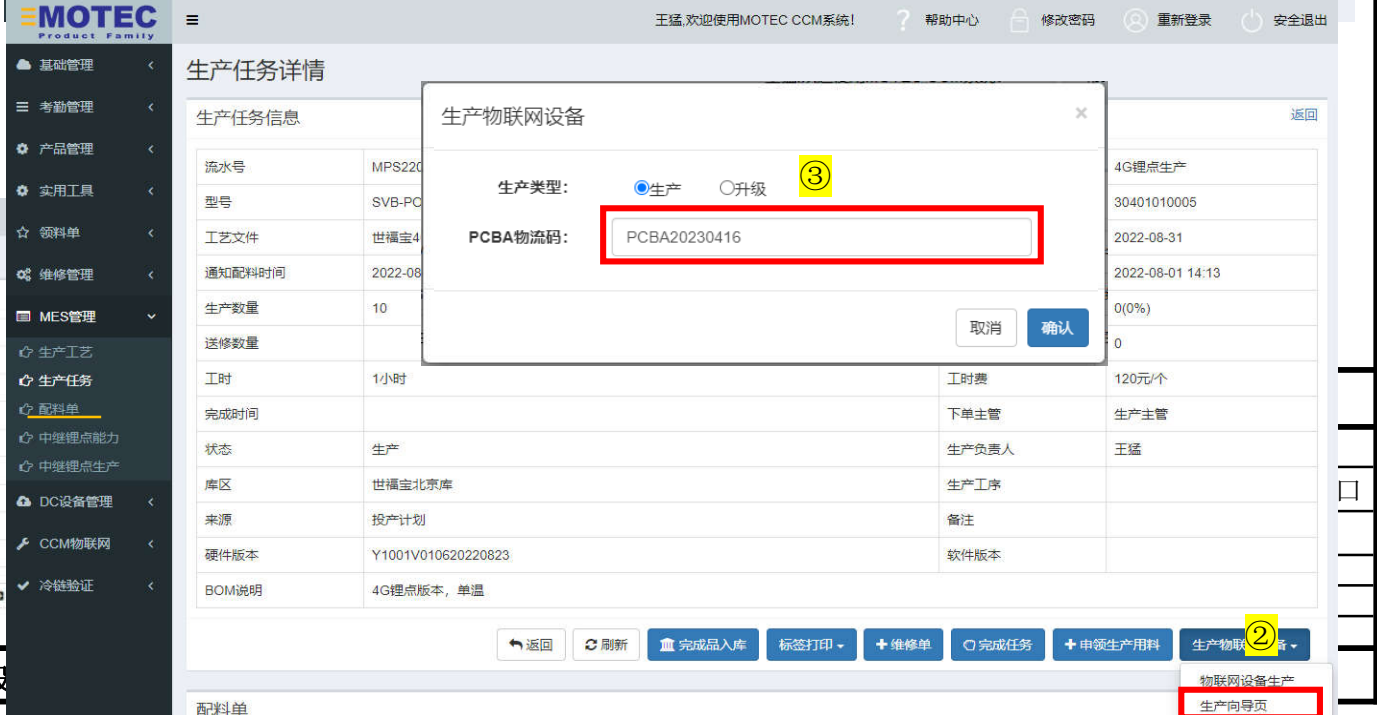 EMOTEC
Product Family
王猛,欢迎使用MOTEC CCM系统!
帮助中心
修改密码
重新登录
安全退出
基础管理
考勤管理
产品管理
实用工具
领料单
维修管理
MES管理
生产工艺
生产任务
配料单
中继锂点能力
中继锂点生产
DC设备管理
CCM物联网
冷链验证
生产任务详情
生产任务信息
返回
生产物联网设备
×
生产类型:
生产
升级
③
PCBA物流码:
PCBA20230416
取消
确认
流水号 MPS220 4G锂点生产
型号 SVB-PO 30401010005
工艺文件 世福宝4 2022-08-31
通知配料时间 2022-08 2022-08-01 14:13
生产数量 10 0(0%)
送修数量 0
工时 1小时 工时费 120元/个
完成时间 下单主管 生产主管
状态 生产 生产负责人 王猛
库区 世福宝北京库 生产工序
来源 投产计划 备注
硬件版本 Y1001V010620220823 软件版本
BOM说明 4G锂点版本，单温
返回
刷新
完成品入库
标签打印
维修单
完成任务
申领生产用料
生产物联
②
备
物联网设备生产
生产向导页
配料单
口